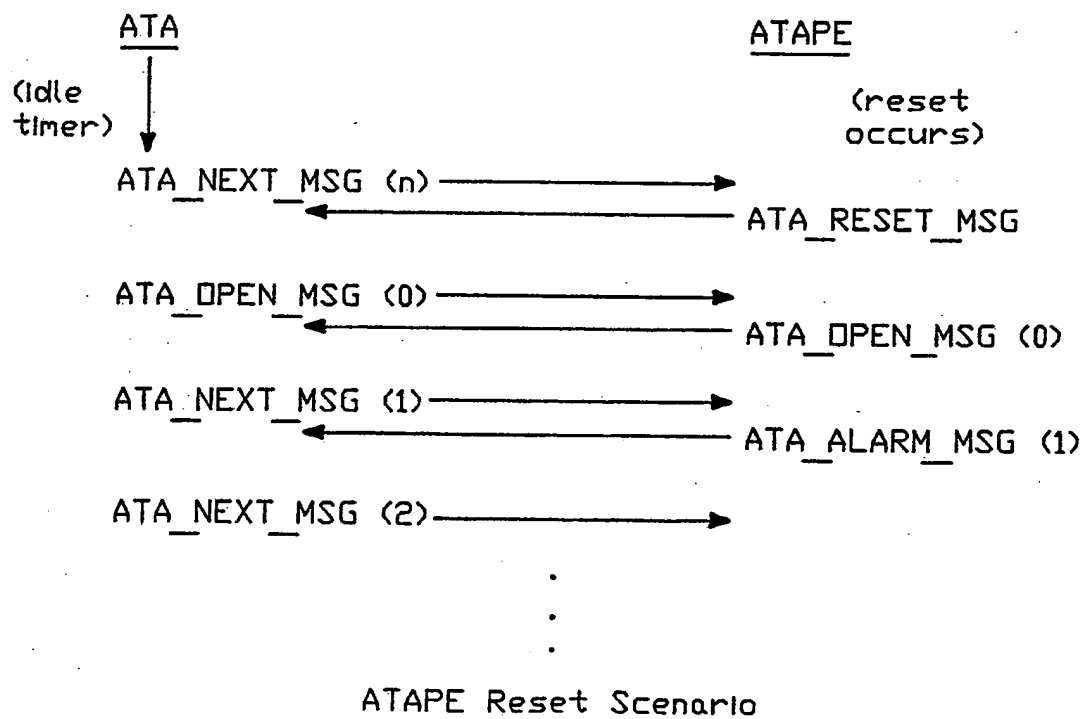 ATA
ATAPE
(idle
timer)
(reset
occurs)
ATA_NEXT_MSG (n)
ATA_RESET_MSG
ATA_OPEN_MSG (0)
ATA_OPEN_MSG (0)
ATA_NEXT_MSG (1)
ATA_ALARM_MSG (1)
ATA_NEXT_MSG (2)
.
.
.
ATAPE Reset Scenario